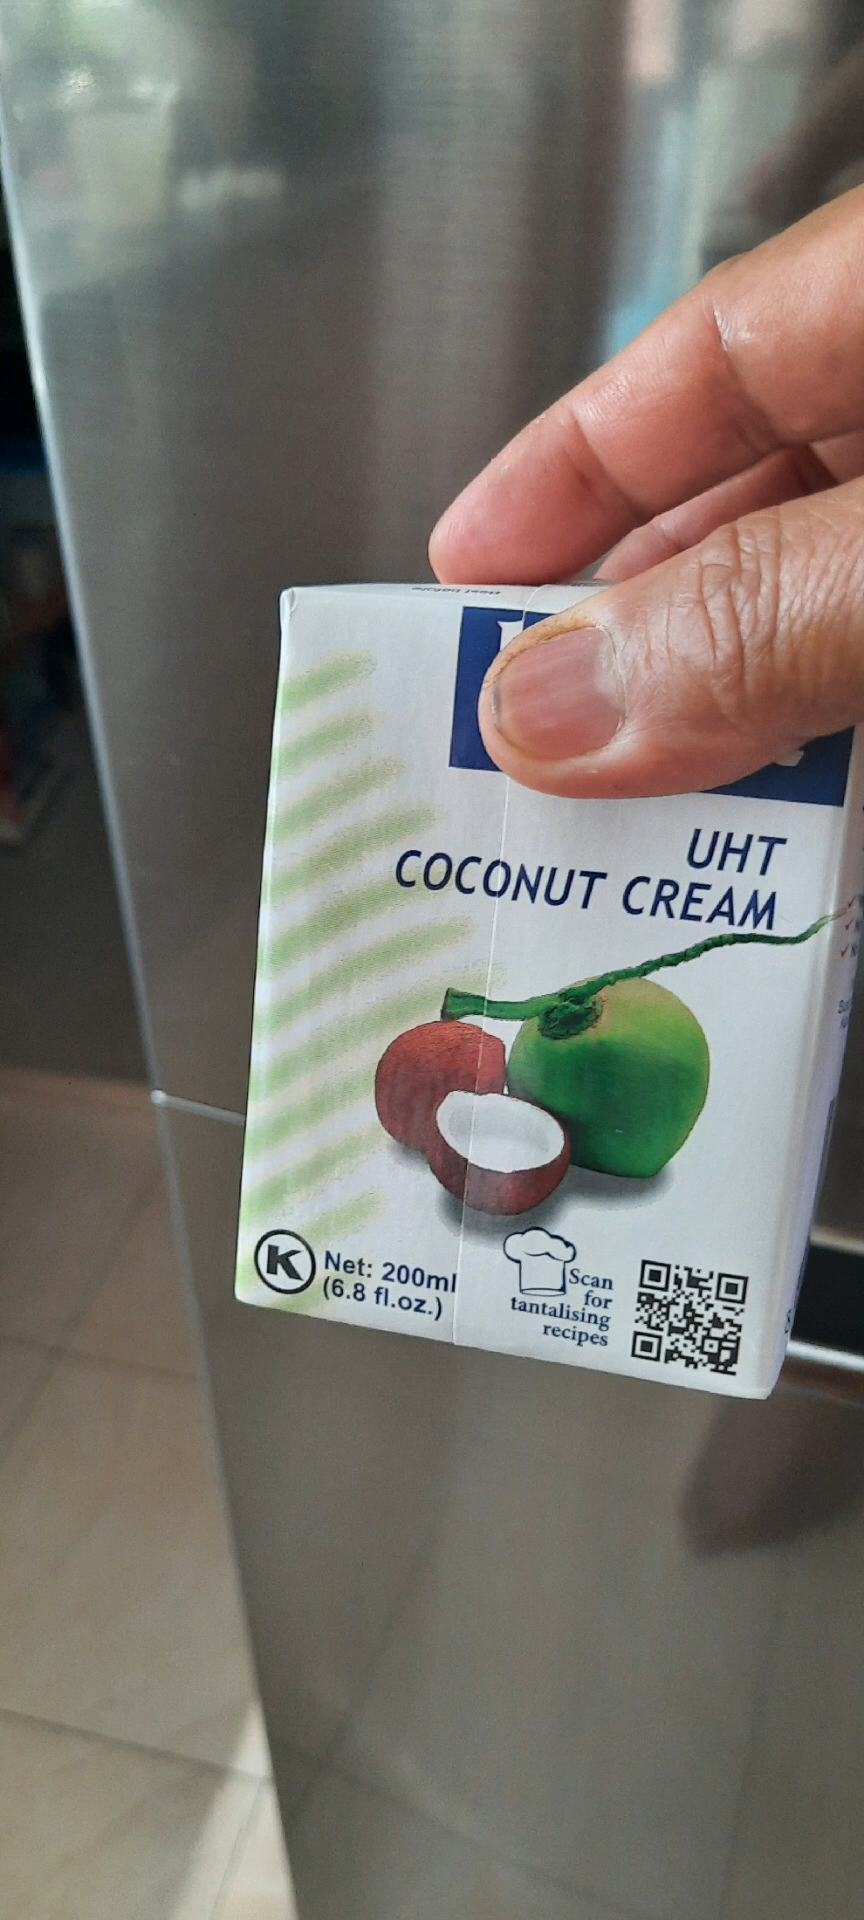 UHT
COCONUT CREAM
K
Net: 200ml
(6.8 fl.oz.)
Scan
for
tantalising
recipes